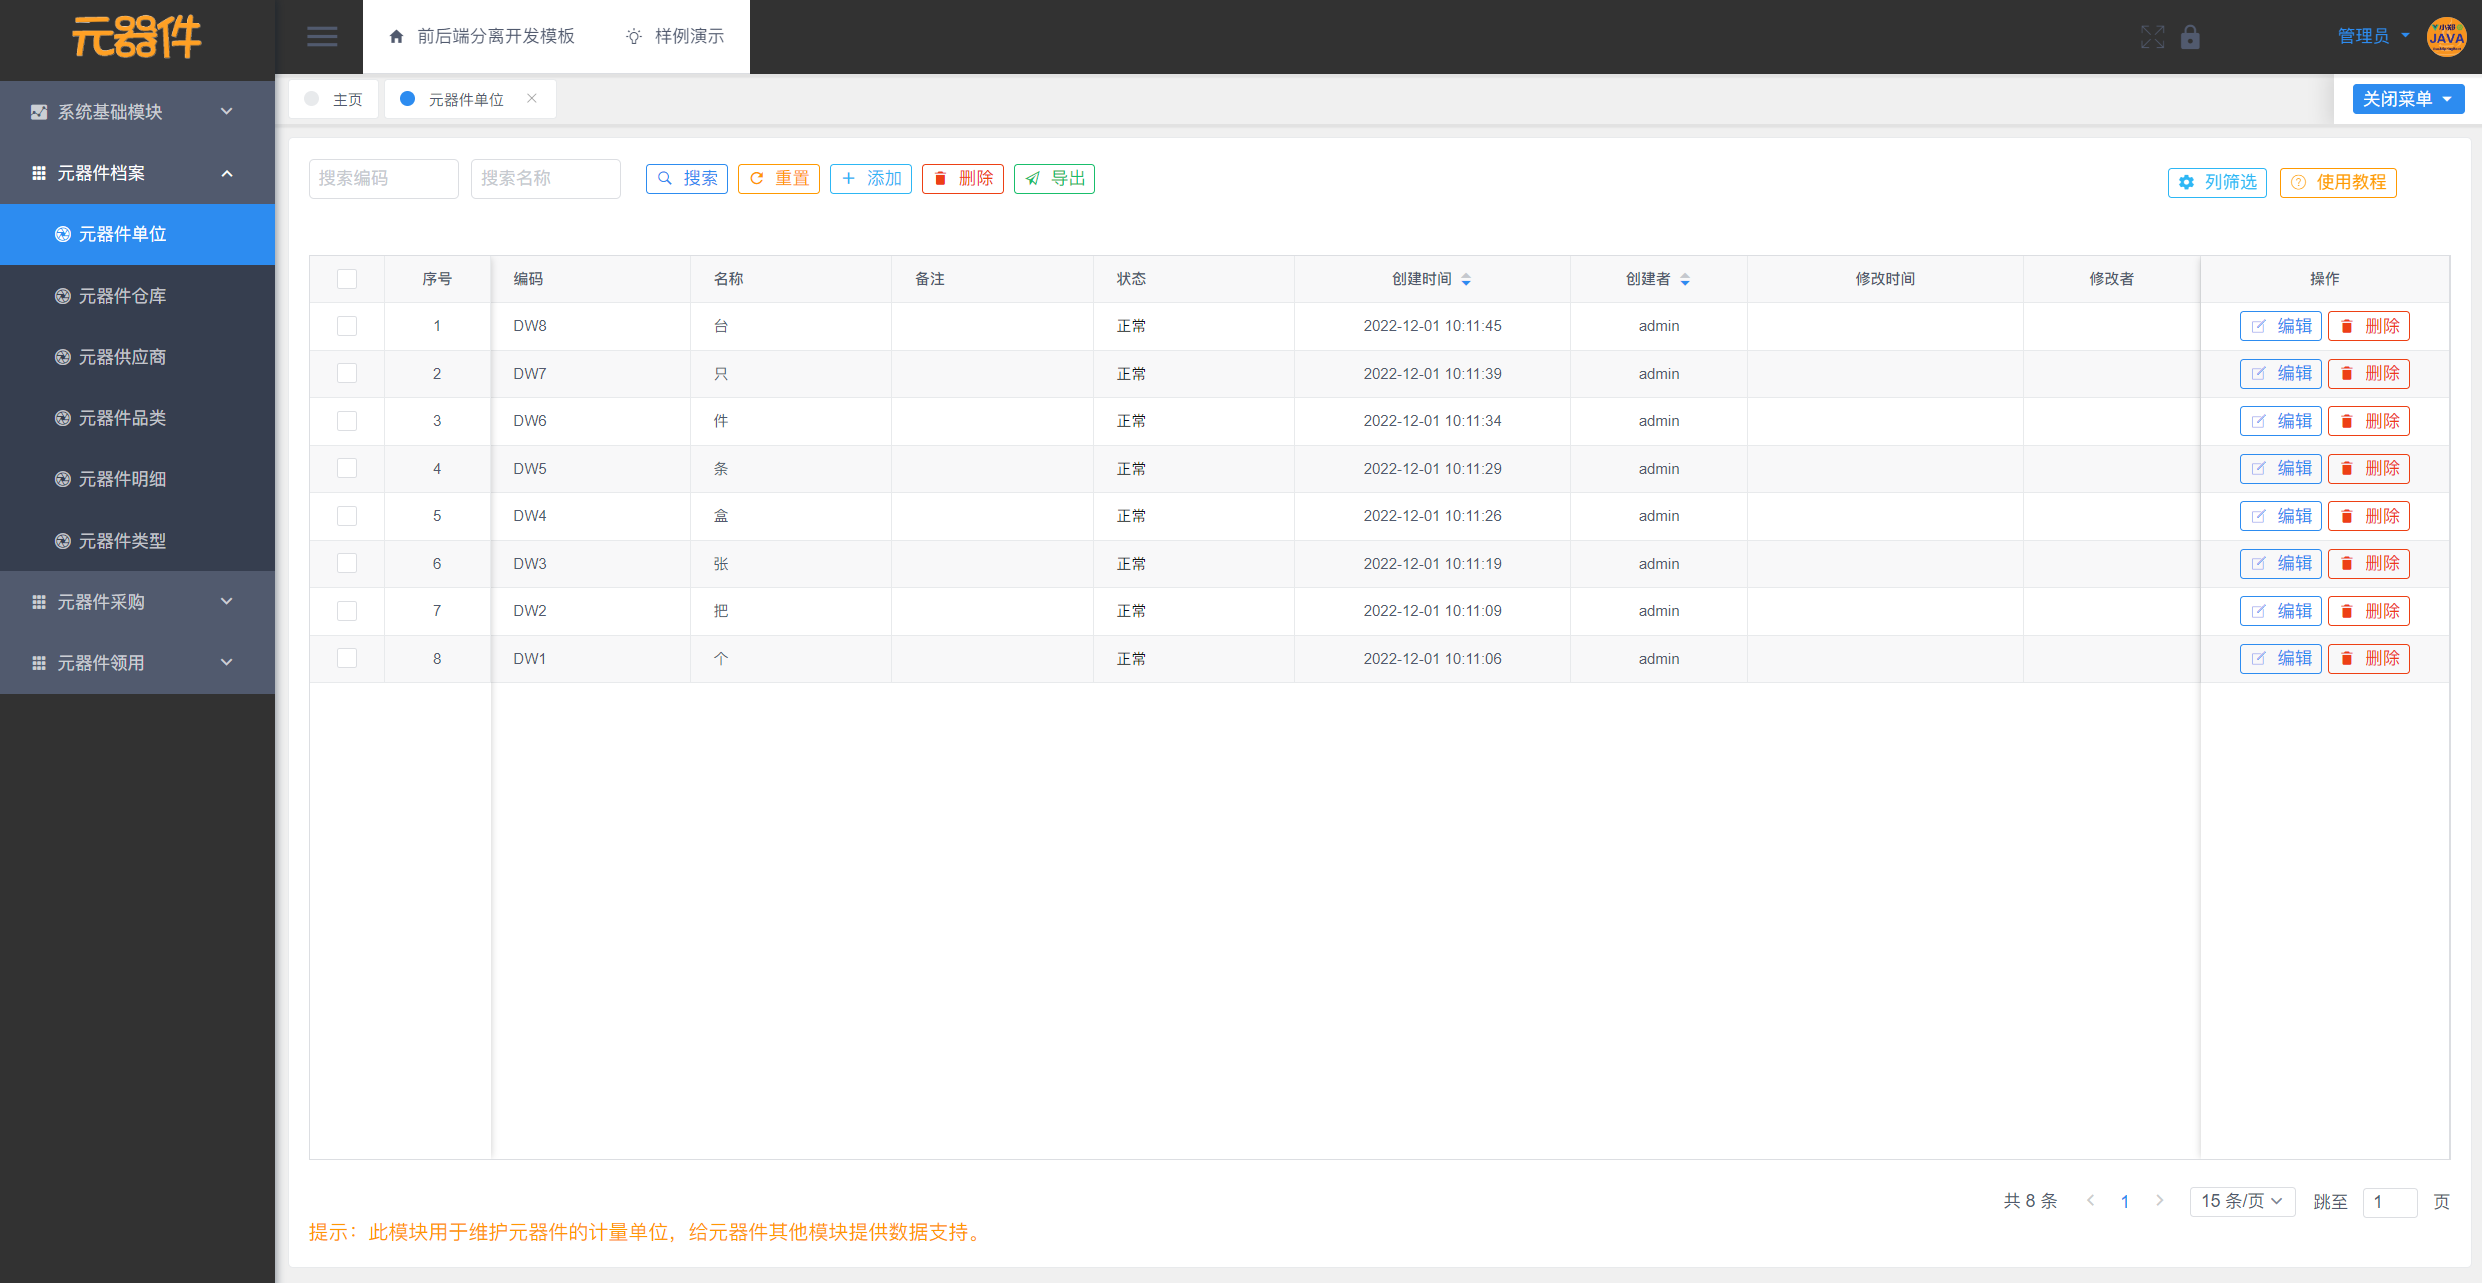 元器件
前后端分离开发模板 样例演示
管理员
小郑
JAVA
主页 元器件单位
关闭菜单
系统基础模块
元器件档案
元器件单位
元器件仓库
元器供应商
元器件品类
元器件明细
元器件类型
元器件采购
元器件领用
搜索编码 搜索名称 搜索 重置 添加 删除 导出 列筛选 使用教程
序号 编码 名称 备注 状态 创建时间 创建者 修改时间 修改者 操作
1 DW8 台 正常 2022-12-01 10:11:45 admin 编辑 删除
2 DW7 只 正常 2022-12-01 10:11:39 admin 编辑 删除
3 DW6 件 正常 2022-12-01 10:11:34 admin 编辑 删除
4 DW5 条 正常 2022-12-01 10:11:29 admin 编辑 删除
5 DW4 盒 正常 2022-12-01 10:11:26 admin 编辑 删除
6 DW3 张 正常 2022-12-01 10:11:19 admin 编辑 删除
7 DW2 把 正常 2022-12-01 10:11:09 admin 编辑 删除
8 DW1 个 正常 2022-12-01 10:11:06 admin 编辑 删除
共 8 条 1 15 条/页 跳至 1 页
提示：此模块用于维护元器件的计量单位，给元器件其他模块提供数据支持。